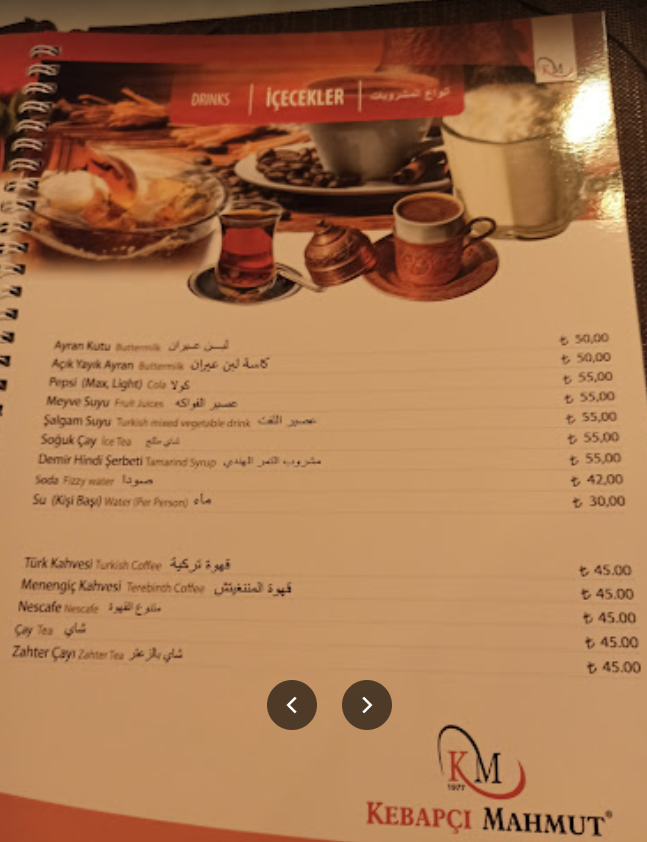 KM
DRINKS | İÇECEKLER | أنواع المشروبات
Ayran Kutu Buttermilk لبن عيران ₺ 50,00
Açık Yayık Ayran Buttermilk كاسة لبن عيران ₺ 50,00
Pepsi (Max, Light) Cola كولا ₺ 55,00
Meyve Suyu Fruit Juices عصير الفواكه ₺ 55,00
Şalgam Suyu Turkish mixed vegetable drink عصير اللفت ₺ 55,00
Soğuk Çay Ice Tea شاي مثلج ₺ 55,00
Demir Hindi Şerbeti Tamarind Syrup مشروب التمر الهندي ₺ 55,00
Soda Fizzy water صودا ₺ 42,00
Su (Kişi Başı) Water (Per Person) ماء ₺ 30,00
Türk Kahvesi Turkish Coffee قهوة تركية ₺ 45.00
Menengiç Kahvesi Terebinth Coffee قهوة المننغيتش ₺ 45.00
Nescafe Nescafe متنوع القهوة ₺ 45.00
Çay Tea شاي ₺ 45.00
Zahter Çayı Zahter Tea شاي بالزعتر ₺ 45.00
KM
1977
KEBAPÇI MAHMUT®